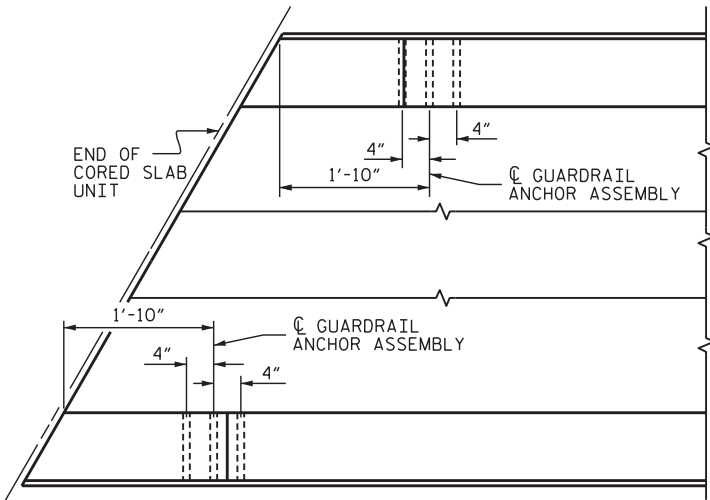 4"
4"
END OF
CORED SLAB
UNIT
1'-10"
℄ GUARDRAIL
ANCHOR ASSEMBLY
1'-10"
℄ GUARDRAIL
ANCHOR ASSEMBLY
4"
4"